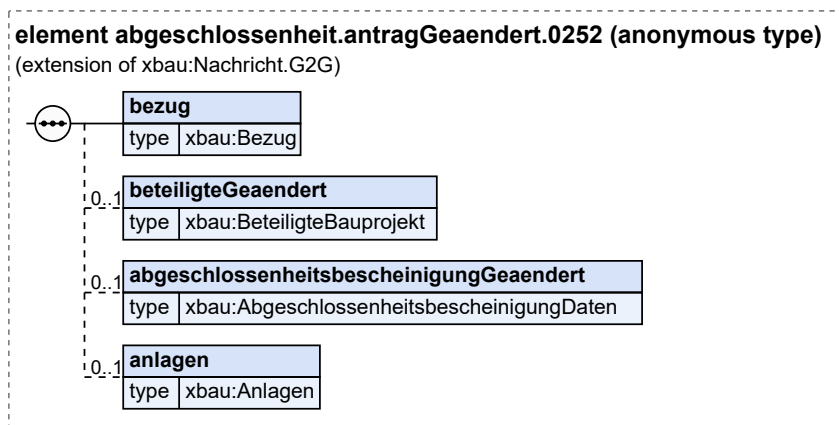 element abgeschlossenheit.antragGeaendert.0252 (anonymous type)
(extension of xbau:Nachricht.G2G)
bezug
type xbau:Bezug
0..1 beteiligteGeaendert
type xbau:BeteiligteBauprojekt
0..1 abgeschlossenheitsbescheinigungGeaendert
type xbau:AbgeschlossenheitsbescheinigungDaten
0..1 anlagen
type xbau:Anlagen